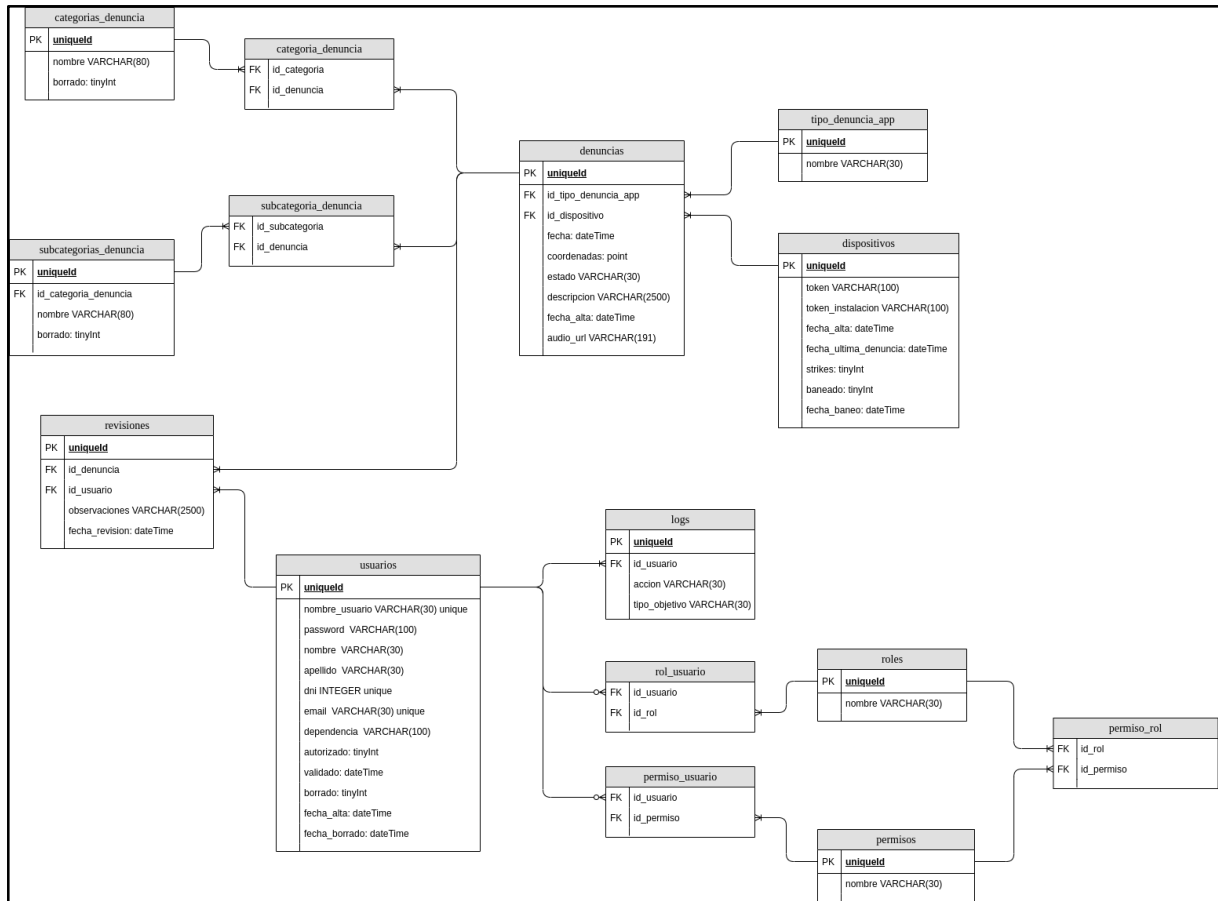 categorias_denuncia
PK uniqueId
nombre VARCHAR(80)
borrado: tinyInt
categoria_denuncia
FK id_categoria
FK id_denuncia
subcategoria_denuncia
FK id_subcategoria
FK id_denuncia
subcategorias_denuncia
PK uniqueId
FK id_categoria_denuncia
nombre VARCHAR(80)
borrado: tinyInt
denuncias
PK uniqueId
FK id_tipo_denuncia_app
FK id_dispositivo
fecha: dateTime
coordenadas: point
estado VARCHAR(30)
descripcion VARCHAR(2500)
fecha_alta: dateTime
audio_url VARCHAR(191)
tipo_denuncia_app
PK uniqueId
nombre VARCHAR(30)
dispositivos
PK uniqueId
token VARCHAR(100)
token_instalacion VARCHAR(100)
fecha_alta: dateTime
fecha_ultima_denuncia: dateTime
strikes: tinyInt
baneado: tinyInt
fecha_baneo: dateTime
revisiones
PK uniqueId
FK id_denuncia
FK id_usuario
observaciones VARCHAR(2500)
fecha_revision: dateTime
usuarios
PK uniqueId
nombre_usuario VARCHAR(30) unique
password VARCHAR(100)
nombre VARCHAR(30)
apellido VARCHAR(30)
dni INTEGER unique
email VARCHAR(30) unique
dependencia VARCHAR(100)
autorizado: tinyInt
validado: dateTime
borrado: tinyInt
fecha_alta: dateTime
fecha_borrado: dateTime
logs
PK uniqueId
FK id_usuario
accion VARCHAR(30)
tipo_objetivo VARCHAR(30)
rol_usuario
FK id_usuario
FK id_rol
permiso_usuario
FK id_usuario
FK id_permiso
roles
PK uniqueId
nombre VARCHAR(30)
permisos
PK uniqueId
nombre VARCHAR(30)
permiso_rol
FK id_rol
FK id_permiso